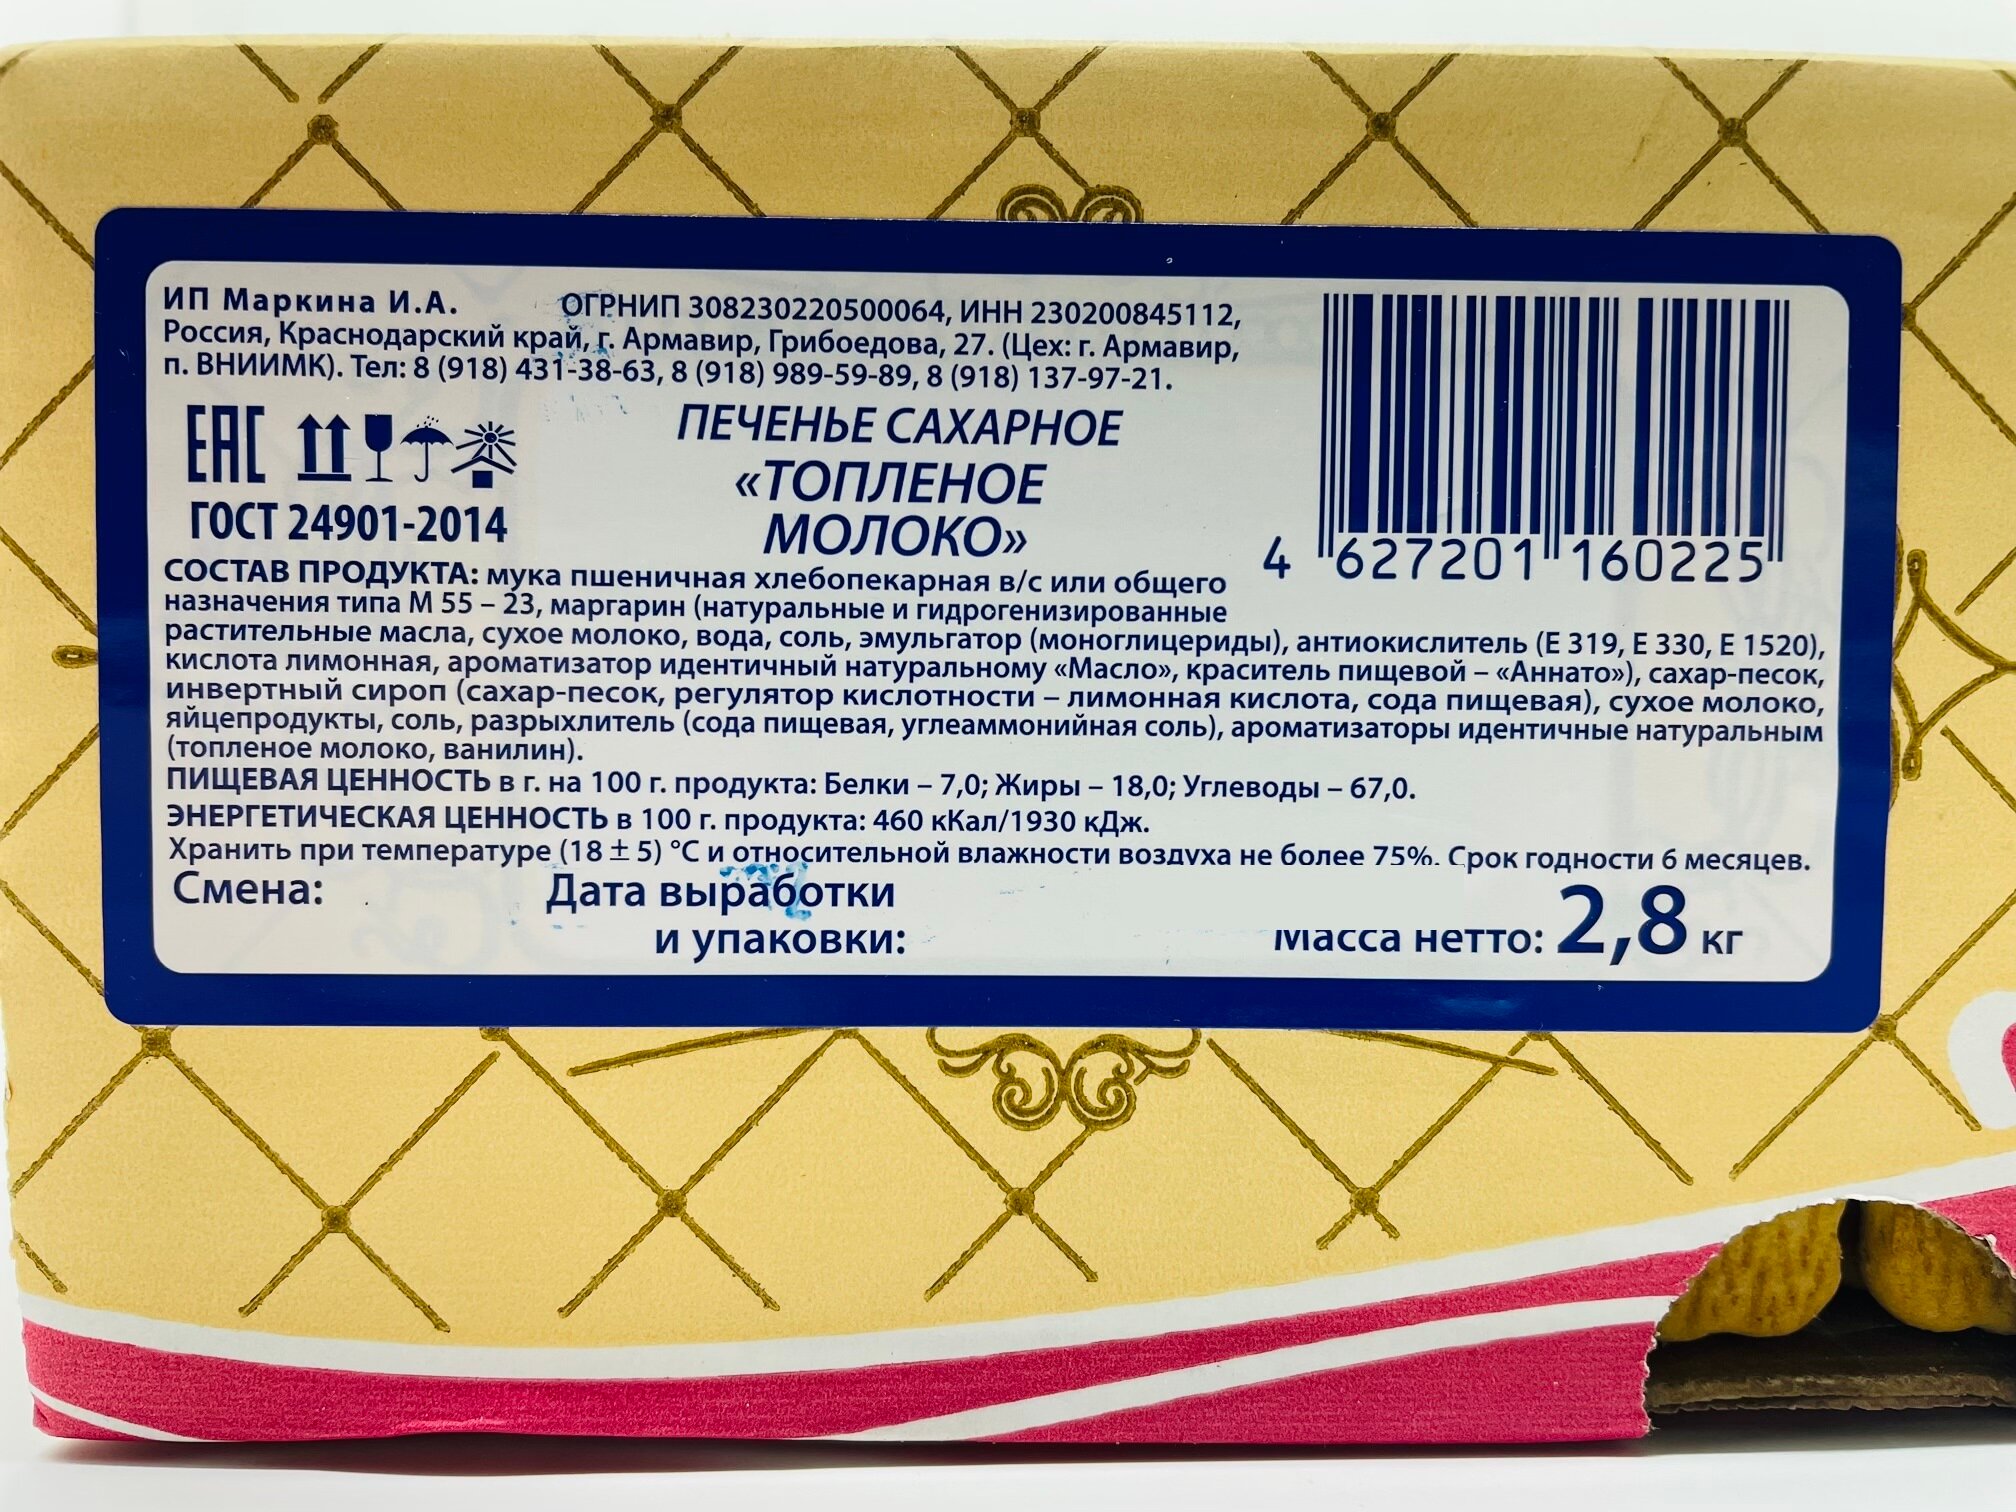 ИП Маркина И.А. ОГРНИП 308230220500064, ИНН 230200845112,
Россия, Краснодарский край, г. Армавир, Грибоедова, 27. (Цех: г. Армавир,
п. ВНИИМК). Тел: 8 (918) 431-38-63, 8 (918) 989-59-89, 8 (918) 137-97-21.
ЕАС
ГОСТ 24901-2014
ПЕЧЕНЬЕ САХАРНОЕ
«ТОПЛЕНОЕ
МОЛОКО»
4 627201 160225
СОСТАВ ПРОДУКТА: мука пшеничная хлебопекарная в/с или общего
назначения типа М 55 – 23, маргарин (натуральные и гидрогенизированные
растительные масла, сухое молоко, вода, соль, эмульгатор (моноглицериды), антиокислитель (Е 319, Е 330, Е 1520),
кислота лимонная, ароматизатор идентичный натуральному «Масло», краситель пищевой – «Аннато»), сахар-песок,
инвертный сироп (сахар-песок, регулятор кислотности – лимонная кислота, сода пищевая), сухое молоко,
яйцепродукты, соль, разрыхлитель (сода пищевая, углеаммонийная соль), ароматизаторы идентичные натуральным
(топленое молоко, ванилин).
ПИЩЕВАЯ ЦЕННОСТЬ в г. на 100 г. продукта: Белки – 7,0; Жиры – 18,0; Углеводы – 67,0.
ЭНЕРГЕТИЧЕСКАЯ ЦЕННОСТЬ в 100 г. продукта: 460 кКал/1930 кДж.
Хранить при температуре (18 ± 5) °С и относительной влажности воздуха не более 75%. Срок годности 6 месяцев.
Смена:
Дата выработки
и упаковки:
Масса нетто: 2,8 кг